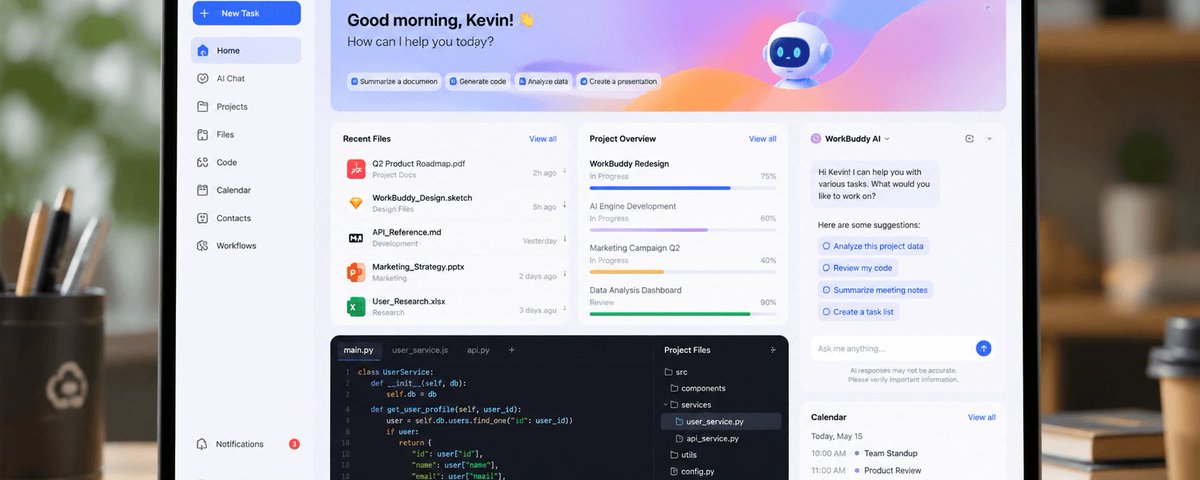 New Task
Home
AI Chat
Projects
Files
Code
Calendar
Contacts
Workflows
Notifications
3
Good morning, Kevin! 👋
How can I help you today?
Summarize a documeon
Generate code
Analyze data
Create a presentation
Recent Files
View all
Q2 Product Roadmap.pdf
Project Docs
2h ago
WorkBuddy_Design.sketch
Design Files
5h ago
API_Reference.md
Development
Yesterday
Marketing_Strategy.pptx
Marketing
2 days ago
User_Research.xlsx
Research
3 days ago
Project Overview
View all
WorkBuddy Redesign
In Progress
75%
AI Engine Development
In Progress
60%
Marketing Campaign Q2
In Progress
40%
Data Analysis Dashboard
Review
90%
WorkBuddy AI
Hi Kevin! I can help you with
various tasks. What would you
like to work on?
Here are some suggestions:
Analyze this project data
Review my code
Summarize meeting notes
Create a task list
Ask me anything...
AI responses may not be accurate.
Please verify important information.
main.py
user_service.js
api.py
+
1 class UserService:
2 def __init__(self, db):
self.db = db
4 def get_user_profile(self, user_id):
user = self.db.users.find_one("id": user_id))
if user:
return {
"id": user["id"],
"name": user["name"],
"email": user["nmail"],
Project Files
+
src
components
services
user_service.py
api_service.py
utils
config.py
Calendar
View all
Today, May 15
10:00 AM
Team Standup
11:00 AM
Product Review